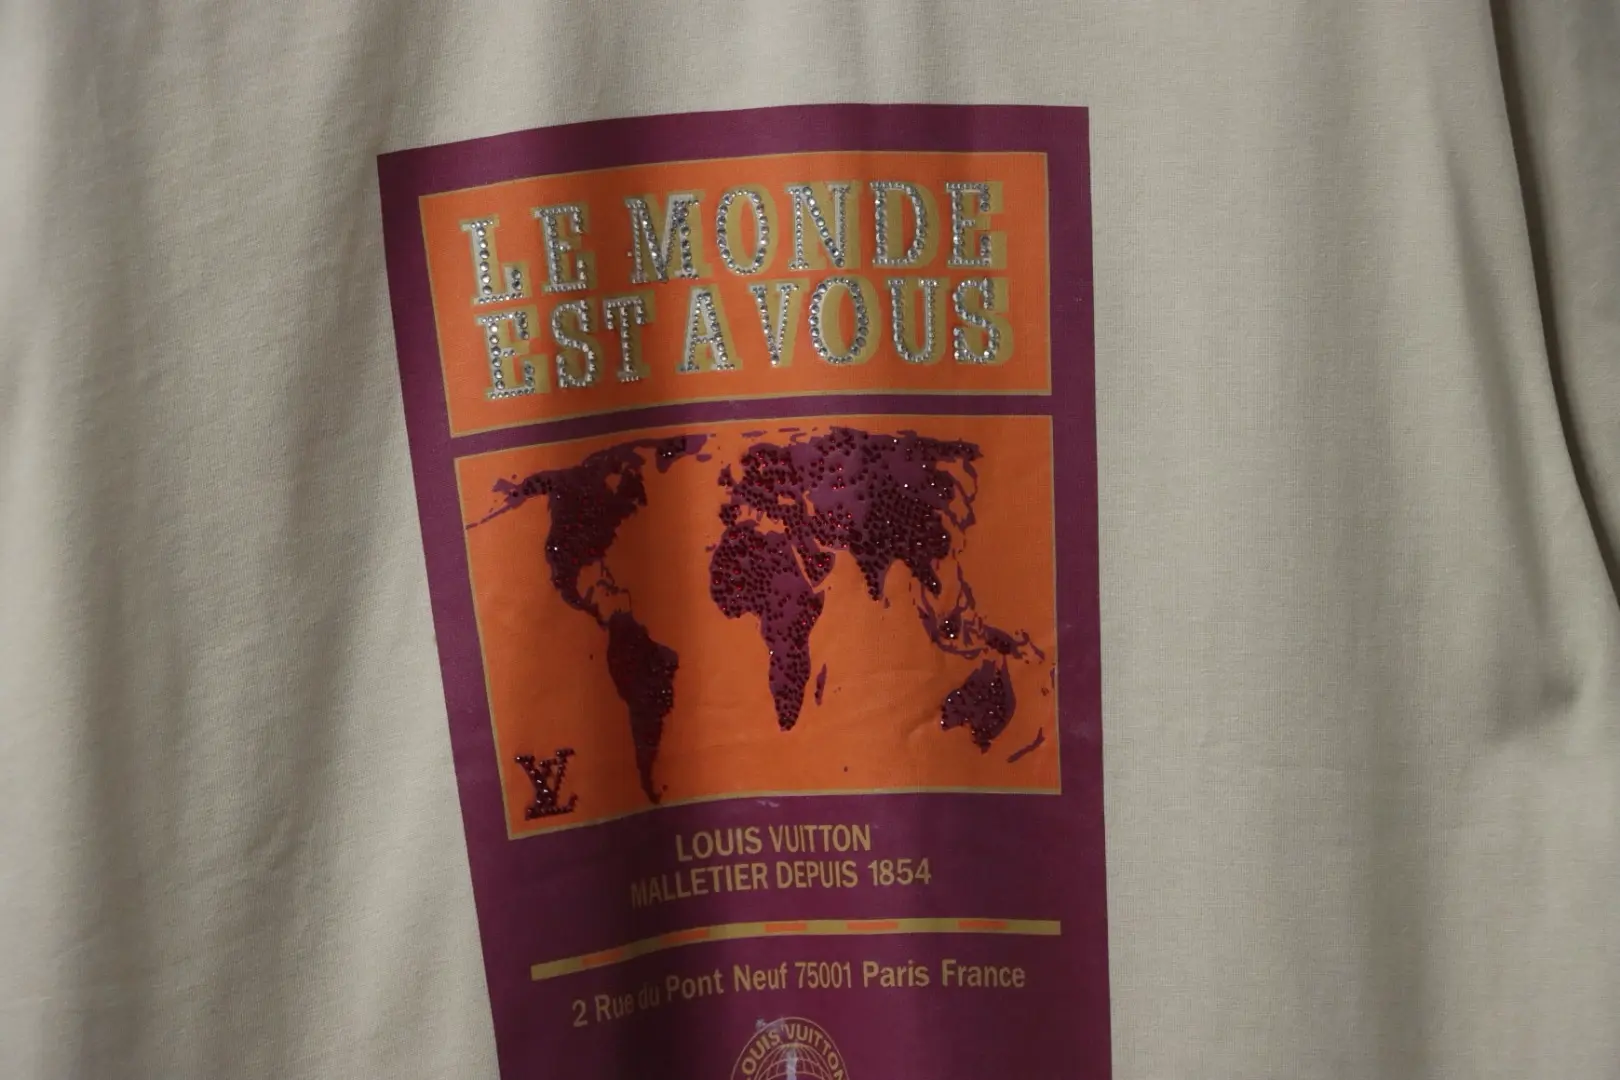 LE MONDE
EST A VOUS
LV
LOUIS VUITTON
MALLETIER DEPUIS 1854
2 Rue du Pont Neuf 75001 Paris France
LOUIS VUITTON